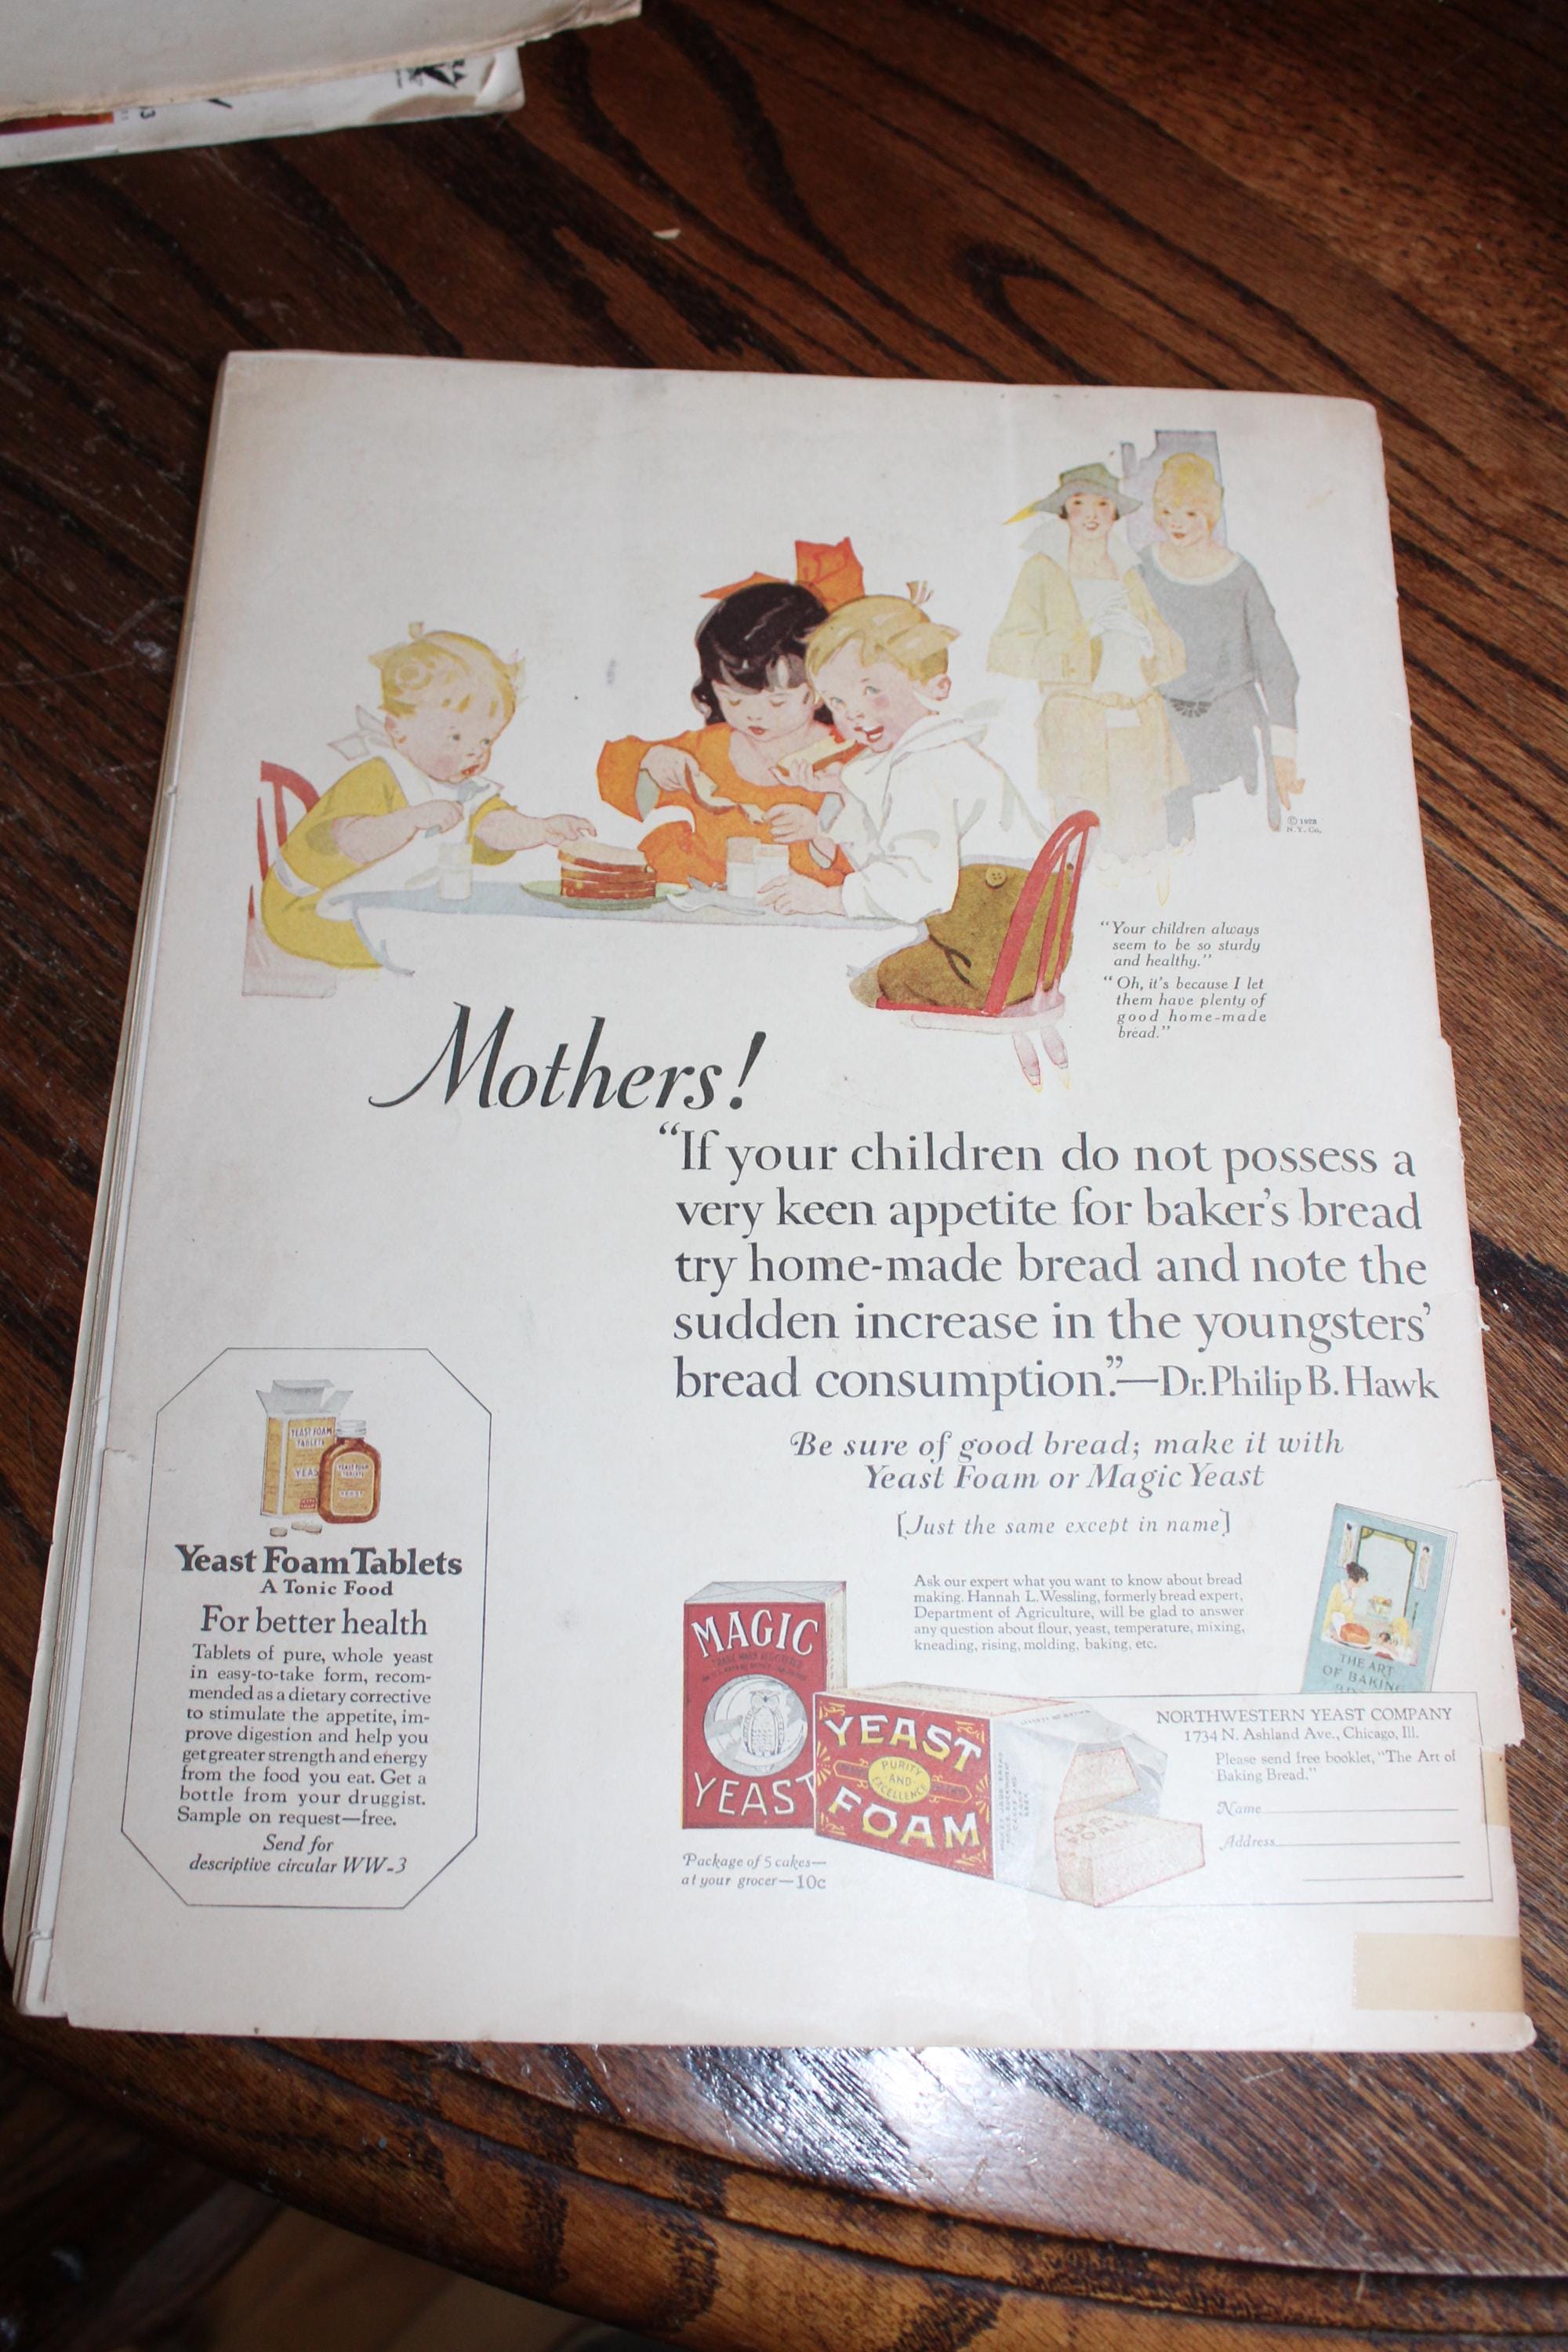 © 1923
N.Y. Co.
"Your children always
seem to be so sturdy
and healthy."
"Oh, it's because I let
them have plenty of
good home-made
bread."
Mothers!
"If your children do not possess a
very keen appetite for baker's bread
try home-made bread and note the
sudden increase in the youngsters'
bread consumption."—Dr. Philip B. Hawk
Be sure of good bread; make it with
Yeast Foam or Magic Yeast
[Just the same except in name]
Ask our expert what you want to know about bread
making. Hannah L. Wessling, formerly bread expert,
Department of Agriculture, will be glad to answer
any question about flour, yeast, temperature, mixing,
kneading, rising, molding, baking, etc.
THE ART
OF BAKING
MAGIC
YEAST
YEAST
PURITY
AND
EXCELLENCE
FOAM
Package of 5 cakes—
at your grocer—10c
NORTHWESTERN YEAST COMPANY
1734 N. Ashland Ave., Chicago, Ill.
Please send free booklet, "The Art of
Baking Bread."
Name
Address
YEAST FOAM
TABLETS
YEAST FOAM
TABLETS
Yeast Foam Tablets
A Tonic Food
For better health
Tablets of pure, whole yeast
in easy-to-take form, recom-
mended as a dietary corrective
to stimulate the appetite, im-
prove digestion and help you
get greater strength and energy
from the food you eat. Get a
bottle from your druggist.
Sample on request—free.
Send for
descriptive circular WW-3